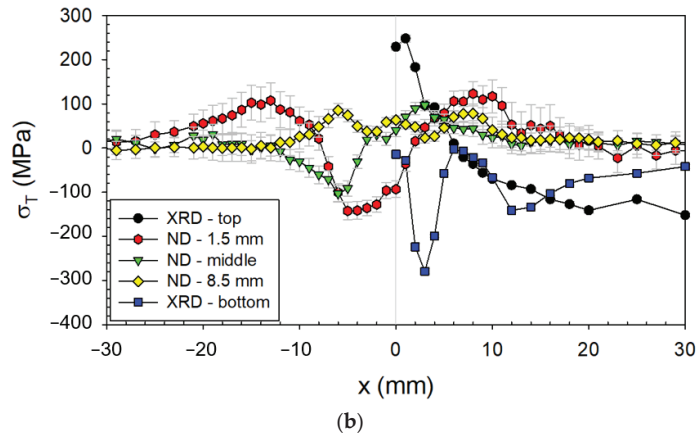 300
200
100
0
−100
−200
−300
−400
σT (MPa)
XRD - top
ND - 1.5 mm
ND - middle
ND - 8.5 mm
XRD - bottom
−30 −20 −10 0 10 20 30
x (mm)
(b)